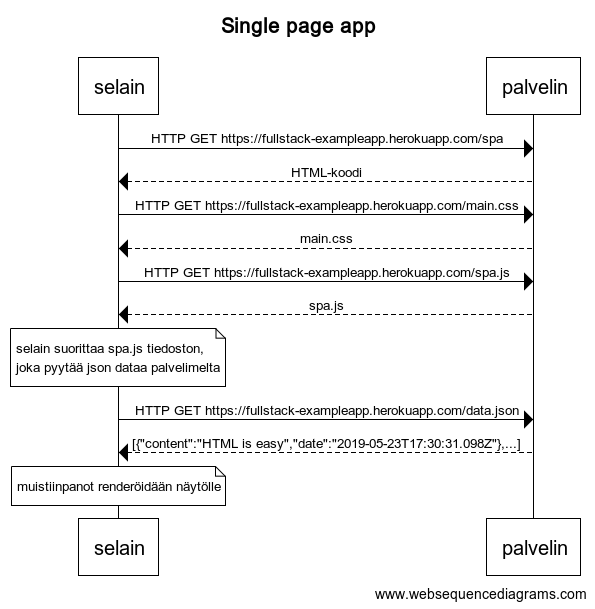 Single page app
selain
palvelin
HTTP GET https://fullstack-exampleapp.herokuapp.com/spa
HTML-koodi
HTTP GET https://fullstack-exampleapp.herokuapp.com/main.css
main.css
HTTP GET https://fullstack-exampleapp.herokuapp.com/spa.js
spa.js
selain suorittaa spa.js tiedoston,
joka pyytää json dataa palvelimelta
HTTP GET https://fullstack-exampleapp.herokuapp.com/data.json
[{"content":"HTML is easy","date":"2019-05-23T17:30:31.098Z"},...]
muistiinpanot renderöidään näytölle
selain
palvelin
www.websequencediagrams.com